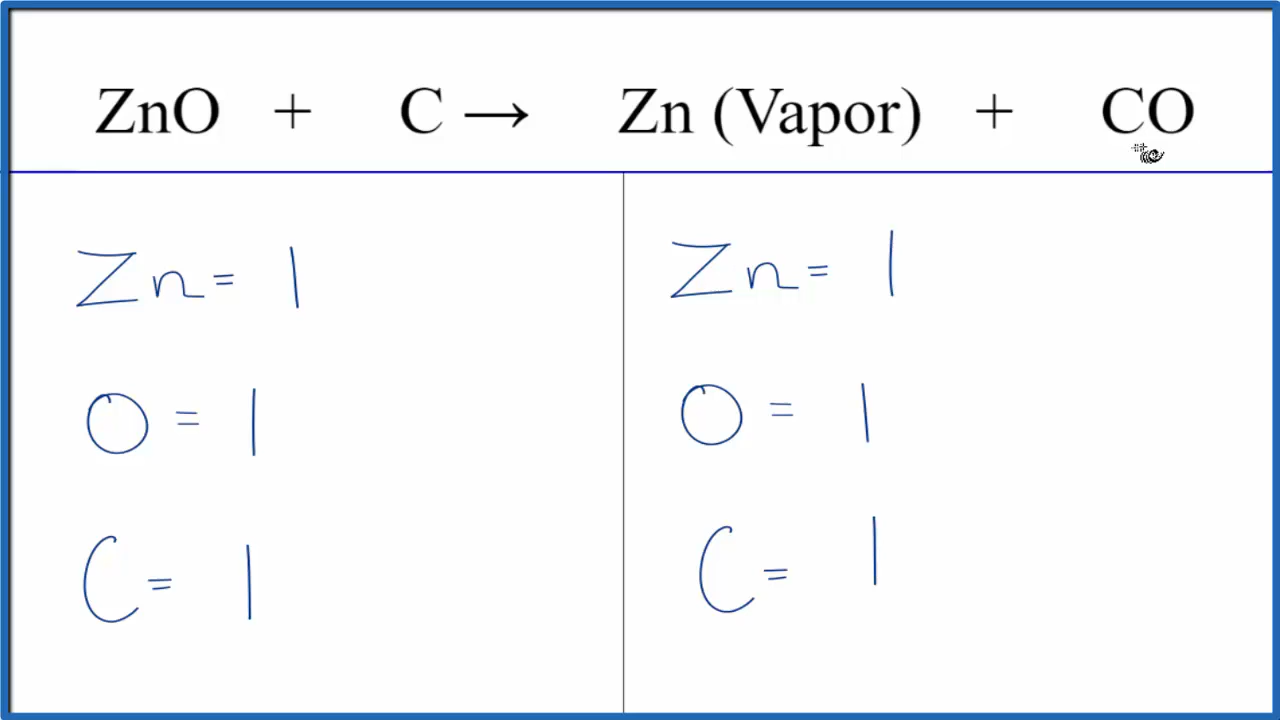 ZnO + C → Zn (Vapor) + CO
Zn = 1
O = 1
C = 1
Zn = 1
O = 1
C = 1